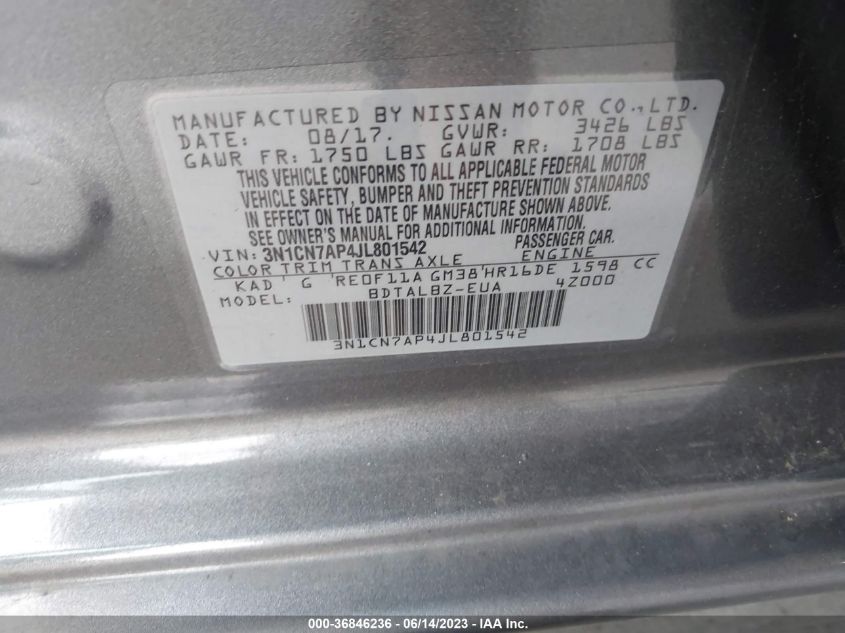 MANUFACTURED BY NISSAN MOTOR CO.,LTD.
DATE: 08/17. GVWR: 3426 LBS
GAWR FR: 1750 LBS GAWR RR: 1708 LBS
THIS VEHICLE CONFORMS TO ALL APPLICABLE FEDERAL MOTOR
VEHICLE SAFETY, BUMPER AND THEFT PREVENTION STANDARDS
IN EFFECT ON THE DATE OF MANUFACTURE SHOWN ABOVE.
SEE OWNER'S MANUAL FOR ADDITIONAL INFORMATION.
VIN: 3N1CN7AP4JL801542 PASSENGER CAR.
COLOR TRIM TRANS AXLE ENGINE
KAD G RE0F11A GM38 HR16DE 1598 CC
MODEL: BDTALBZ-EUA 4Z000
3N1CN7AP4JL801542
000-36846236 - 06/14/2023 - IAA Inc.